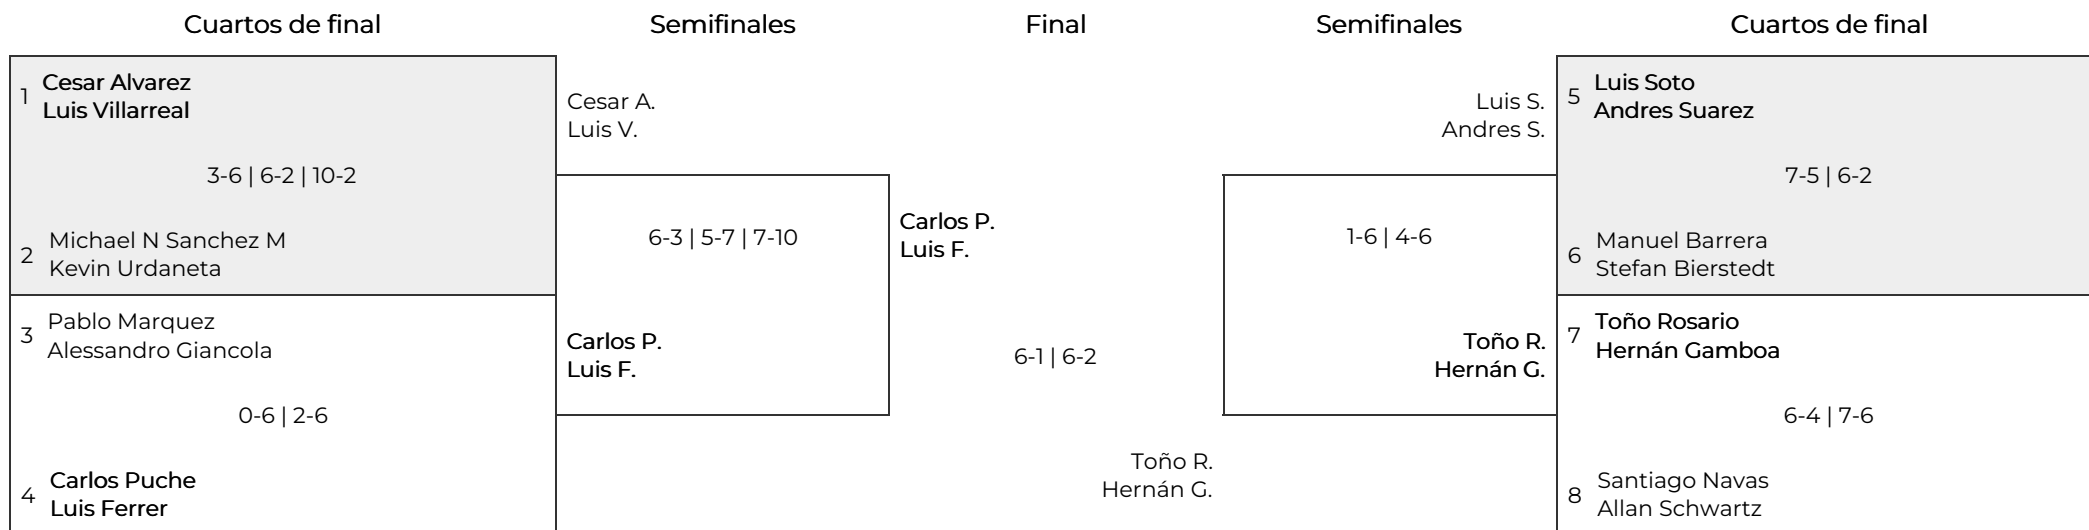 Cuartos de final
Semifinales
Final
Semifinales
Cuartos de final
1
Cesar Alvarez
Luis Villarreal
3-6 | 6-2 | 10-2
2
Michael N Sanchez M
Kevin Urdaneta
3
Pablo Marquez
Alessandro Giancola
0-6 | 2-6
4
Carlos Puche
Luis Ferrer
Cesar A.
Luis V.
6-3 | 5-7 | 7-10
Carlos P.
Luis F.
Carlos P.
Luis F.
6-1 | 6-2
Toño R.
Hernán G.
Luis S.
Andres S.
1-6 | 4-6
Toño R.
Hernán G.
5
Luis Soto
Andres Suarez
7-5 | 6-2
6
Manuel Barrera
Stefan Bierstedt
7
Toño Rosario
Hernán Gamboa
6-4 | 7-6
8
Santiago Navas
Allan Schwartz